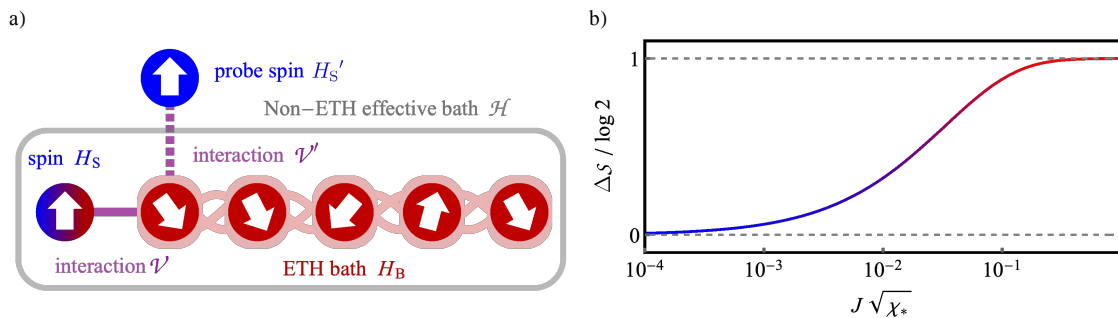 a)
probe spin H_S′
Non−ETH effective bath ℋ
spin H_S
interaction 𝒱′
interaction 𝒱
ETH bath H_B
b)
Δ𝒮 / log 2
1
0
10⁻⁴
10⁻³
10⁻²
10⁻¹
J √χ_*